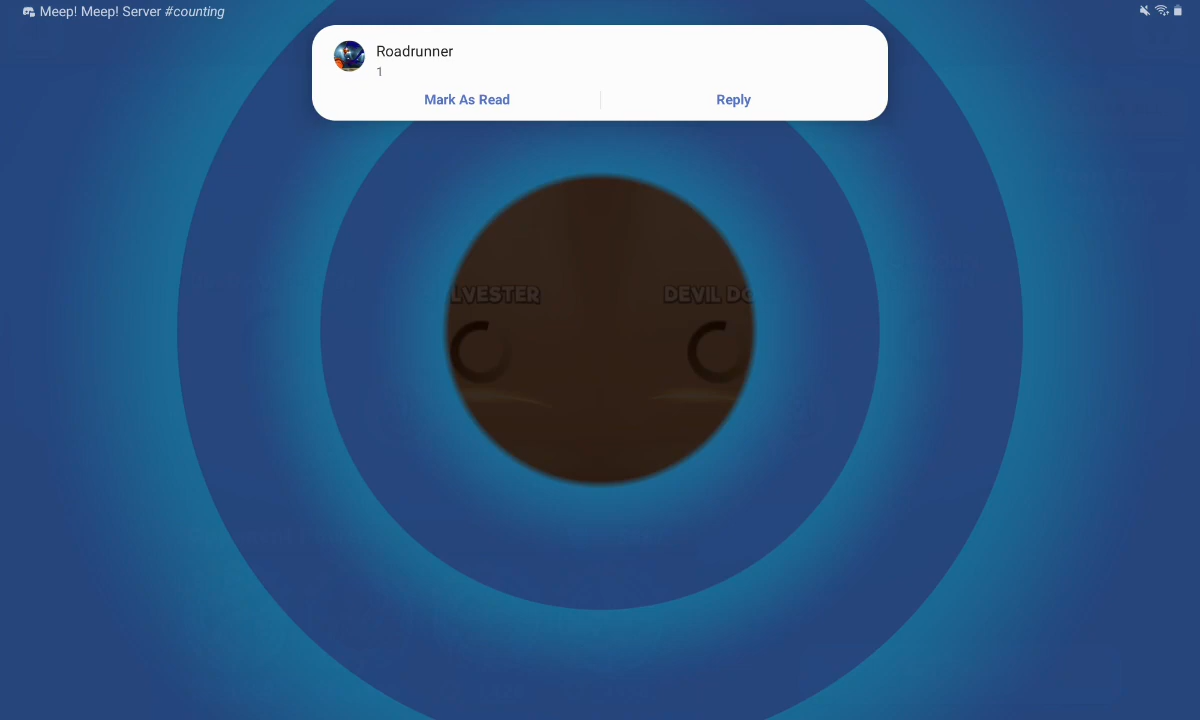 Meep! Meep! Server #counting
Roadrunner
1
Mark As Read
Reply
LVESTER
DEVIL DO